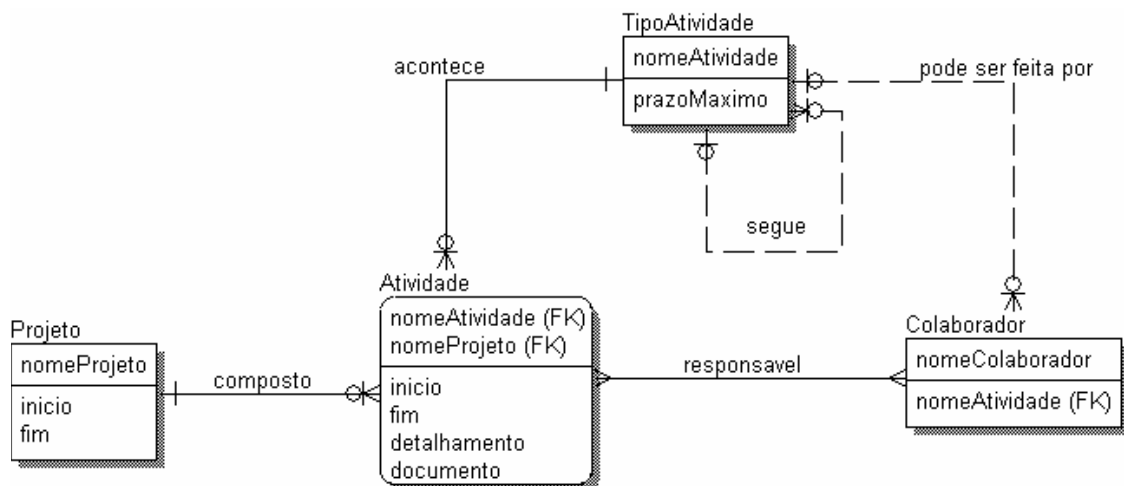 TipoAtividade
nomeAtividade
prazoMaximo
acontece
pode ser feita por
segue
Atividade
nomeAtividade (FK)
nomeProjeto (FK)
inicio
fim
detalhamento
documento
Projeto
nomeProjeto
inicio
fim
composto
responsavel
Colaborador
nomeColaborador
nomeAtividade (FK)